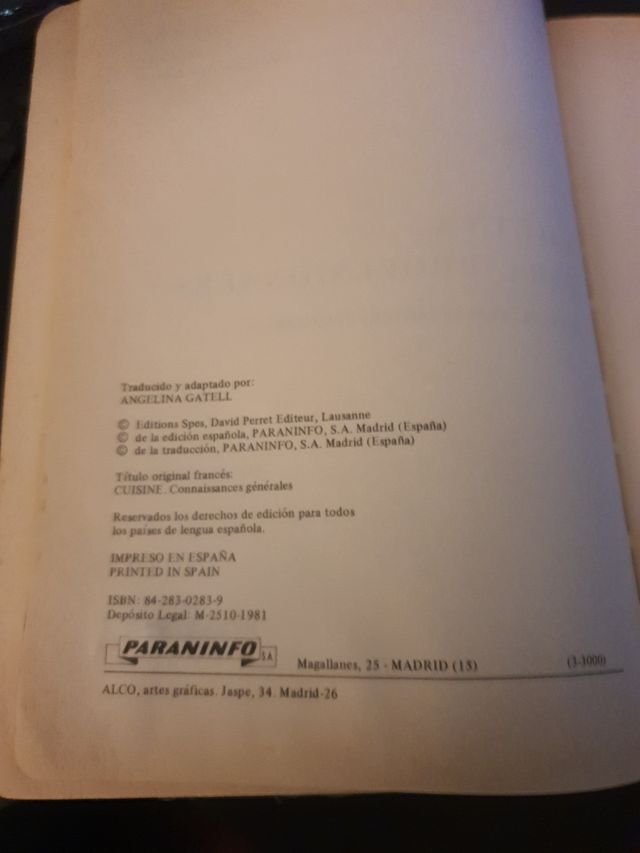 Traducido y adaptado por:
ANGELINA GATELL
© Editions Spes, David Perret Editeur, Lausanne
© de la edición española, PARANINFO, S.A. Madrid (España)
© de la traducción, PARANINFO, S.A. Madrid (España)
Título original francés:
CUISINE. Connaissances générales
Reservados los derechos de edición para todos
los países de lengua española.
IMPRESO EN ESPAÑA
PRINTED IN SPAIN
ISBN: 84-283-0283-9
Depósito Legal: M-2510-1981
PARANINFO SA
Magallanes, 25 - MADRID (15)
(3-3000)
ALCO, artes gráficas. Jaspe, 34. Madrid-26